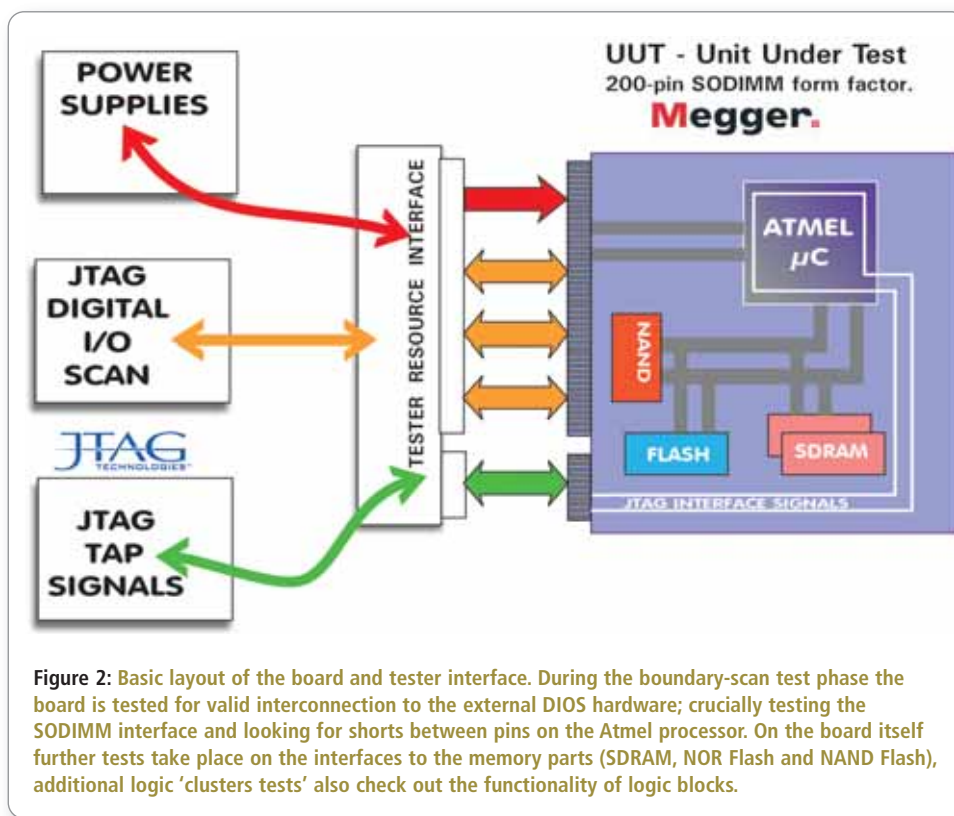 POWER
SUPPLIES
JTAG
DIGITAL
I/O
SCAN
JTAG
TECHNOLOGIES
JTAG
TAP
SIGNALS
TESTER RESOURCE INTERFACE
UUT - Unit Under Test
200-pin SODIMM form factor.
Megger.
ATMEL
µC
NAND
FLASH
SDRAM
JTAG INTERFACE SIGNALS
Figure 2: Basic layout of the board and tester interface. During the boundary-scan test phase the
board is tested for valid interconnection to the external DIOS hardware; crucially testing the
SODIMM interface and looking for shorts between pins on the Atmel processor. On the board itself
further tests take place on the interfaces to the memory parts (SDRAM, NOR Flash and NAND Flash),
additional logic ‘clusters tests’ also check out the functionality of logic blocks.